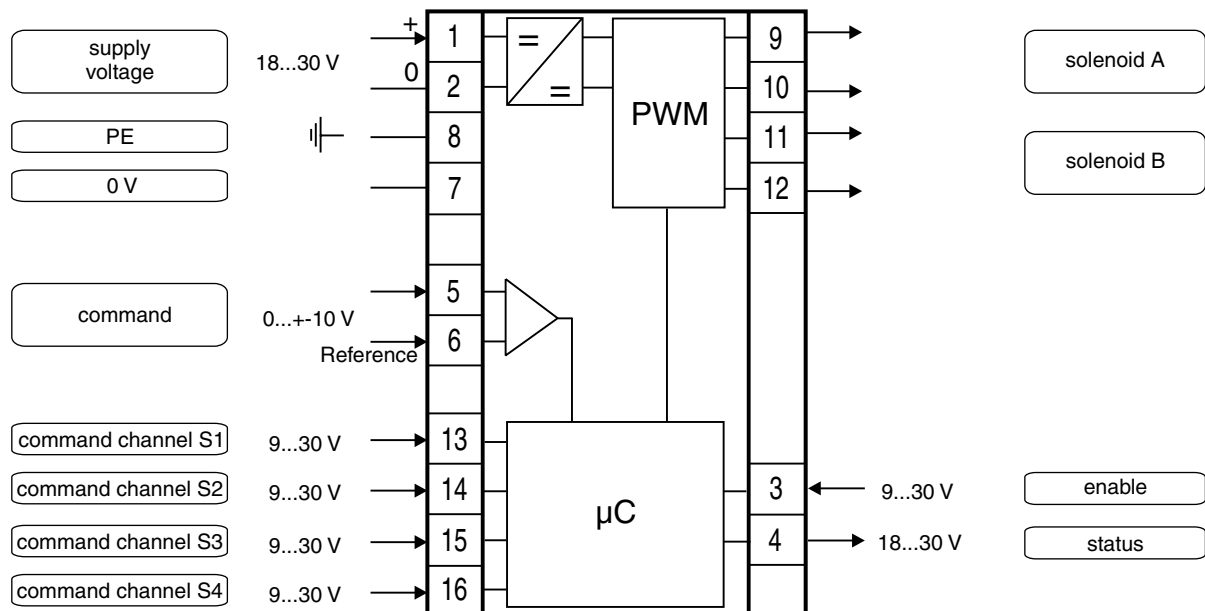 supply
voltage
18...30 V
+
0
1
2
=
=
PWM
9
10
11
12
solenoid A
solenoid B
PE
8
0 V
7
command
0...+-10 V
Reference
5
6
command channel S1
9...30 V
13
command channel S2
9...30 V
14
command channel S3
9...30 V
15
command channel S4
9...30 V
16
µC
3
9...30 V
enable
4
18...30 V
status